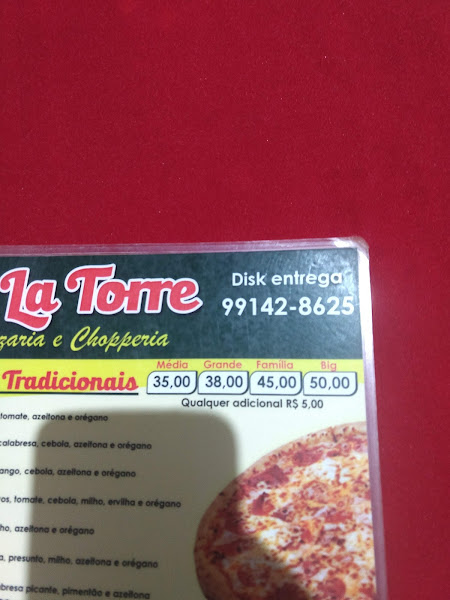 La Torre
Disk entrega
99142-8625
zaria e Chopperia
Média Grande Família Big
Tradicionais 35,00 38,00 45,00 50,00
Qualquer adicional R$ 5,00
tomate, azeitona e orégano
calabresa, cebola, azeitona e orégano
ango, cebola, azeitona e orégano
os, tomate, cebola, milho, ervilha e orégano
ho, azeitona e orégano
a, presunto, milho, azeitona e orégano
bresa picante, pimentão e azeitona